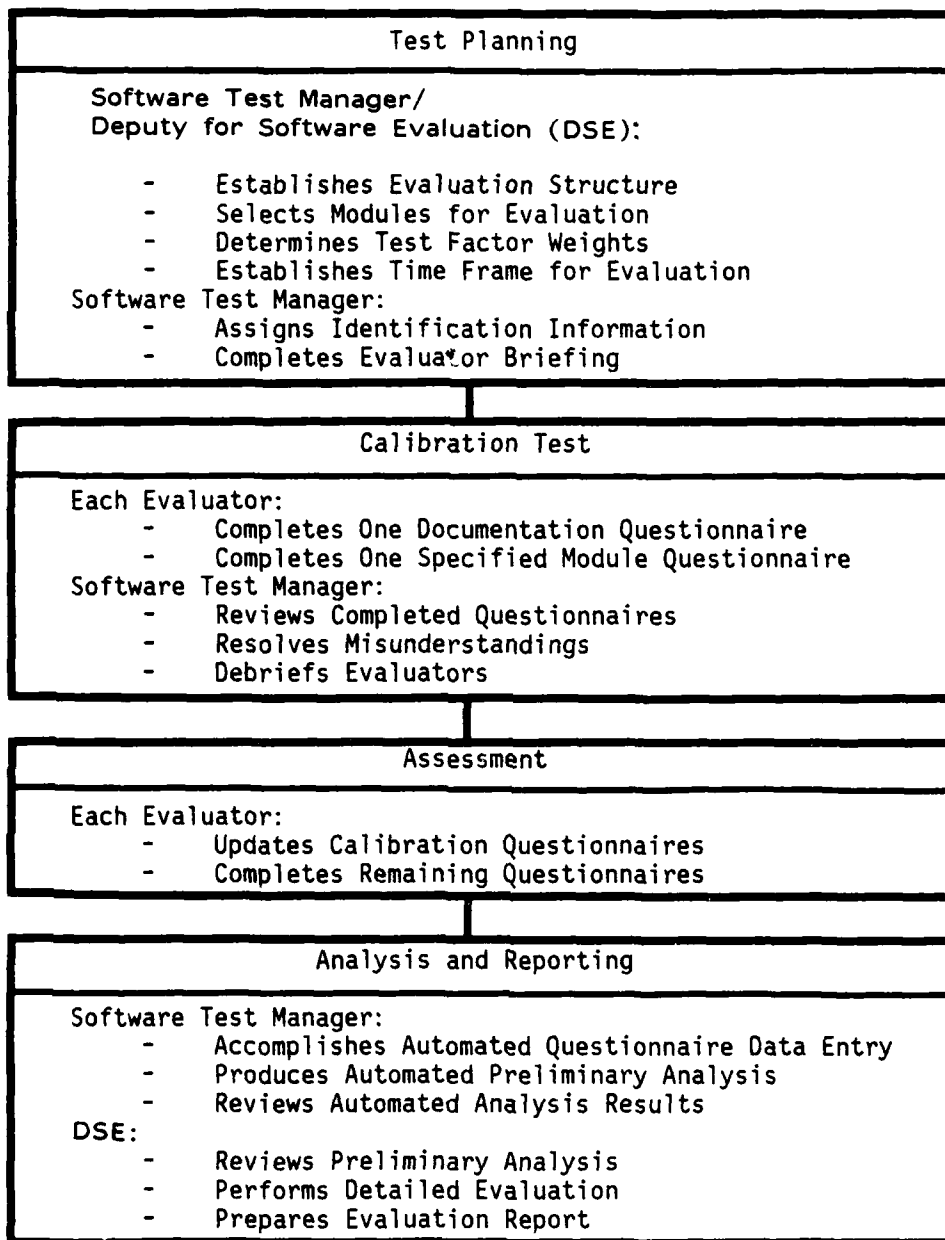 Test Planning
Software Test Manager/
Deputy for Software Evaluation (DSE):
- Establishes Evaluation Structure
- Selects Modules for Evaluation
- Determines Test Factor Weights
- Establishes Time Frame for Evaluation
Software Test Manager:
- Assigns Identification Information
- Completes Evaluator Briefing
Calibration Test
Each Evaluator:
- Completes One Documentation Questionnaire
- Completes One Specified Module Questionnaire
Software Test Manager:
- Reviews Completed Questionnaires
- Resolves Misunderstandings
- Debriefs Evaluators
Assessment
Each Evaluator:
- Updates Calibration Questionnaires
- Completes Remaining Questionnaires
Analysis and Reporting
Software Test Manager:
- Accomplishes Automated Questionnaire Data Entry
- Produces Automated Preliminary Analysis
- Reviews Automated Analysis Results
DSE:
- Reviews Preliminary Analysis
- Performs Detailed Evaluation
- Prepares Evaluation Report